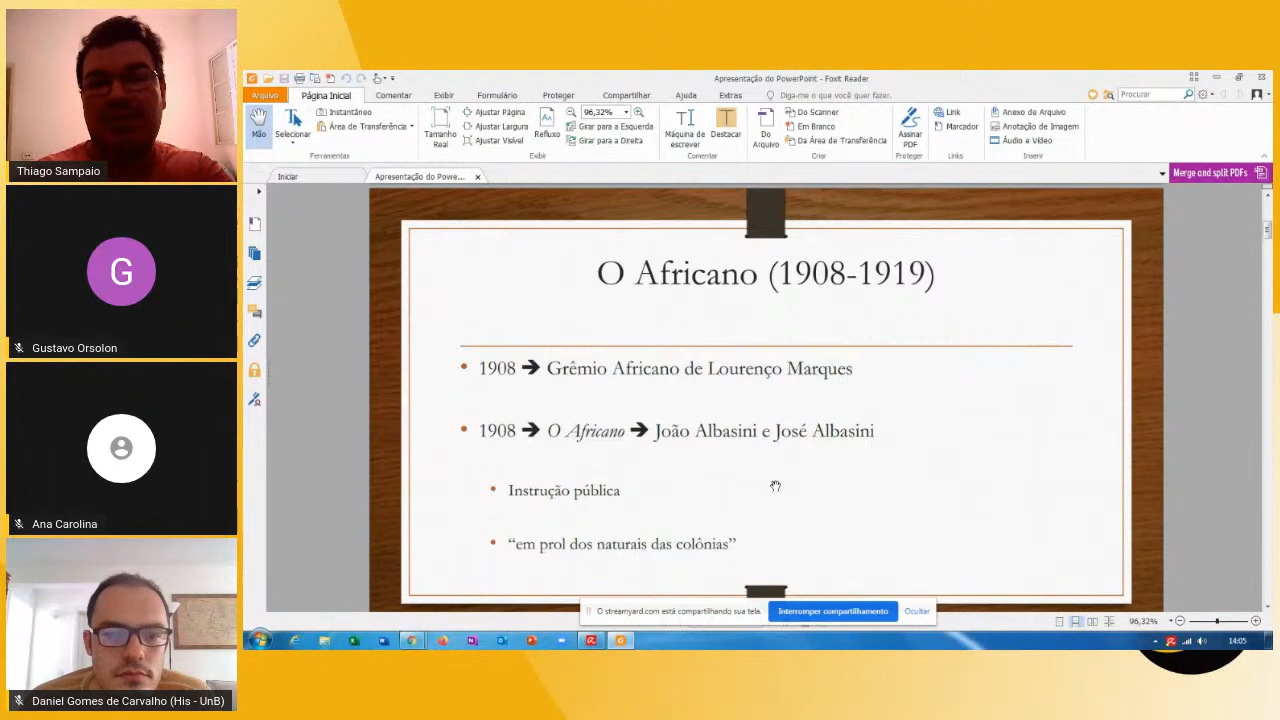 Thiago Sampaio
G
Gustavo Orsolon
Ana Carolina
Daniel Gomes de Carvalho (His - UnB)
Apresentação do PowerPoint - Foxit Reader
Arquivo Página Inicial Comentar Exibir Formulário Proteger Compartilhar Ajuda Extras Diga-me o que você quer fazer. Procurar
Mão
Selecionar
Instantâneo
Área de Transferência
Ferramentas
Tamanho Real
Ajustar Página
Ajustar Largura
Ajustar Visível
Refluxo
96,32%
Girar para a Esquerda
Girar para a Direita
Exibir
Máquina de escrever
Destacar
Comentar
Do Arquivo
Do Scanner
Em Branco
Da Área de Transferência
Criar
Assinar PDF
Proteger
Link
Marcador
Links
Anexo de Arquivo
Anotação de Imagem
Áudio e Vídeo
Inserir
Iniciar Apresentação do Powe... Merge and split PDFs
O Africano (1908-1919)
• 1908 ➔ Grêmio Africano de Lourenço Marques
• 1908 ➔ O Africano ➔ João Albasini e José Albasini
• Instrução pública
• “em prol dos naturais das colônias”
O streamyard.com está compartilhando sua tela. Interromper compartilhamento Ocultar
96,32%
14:05